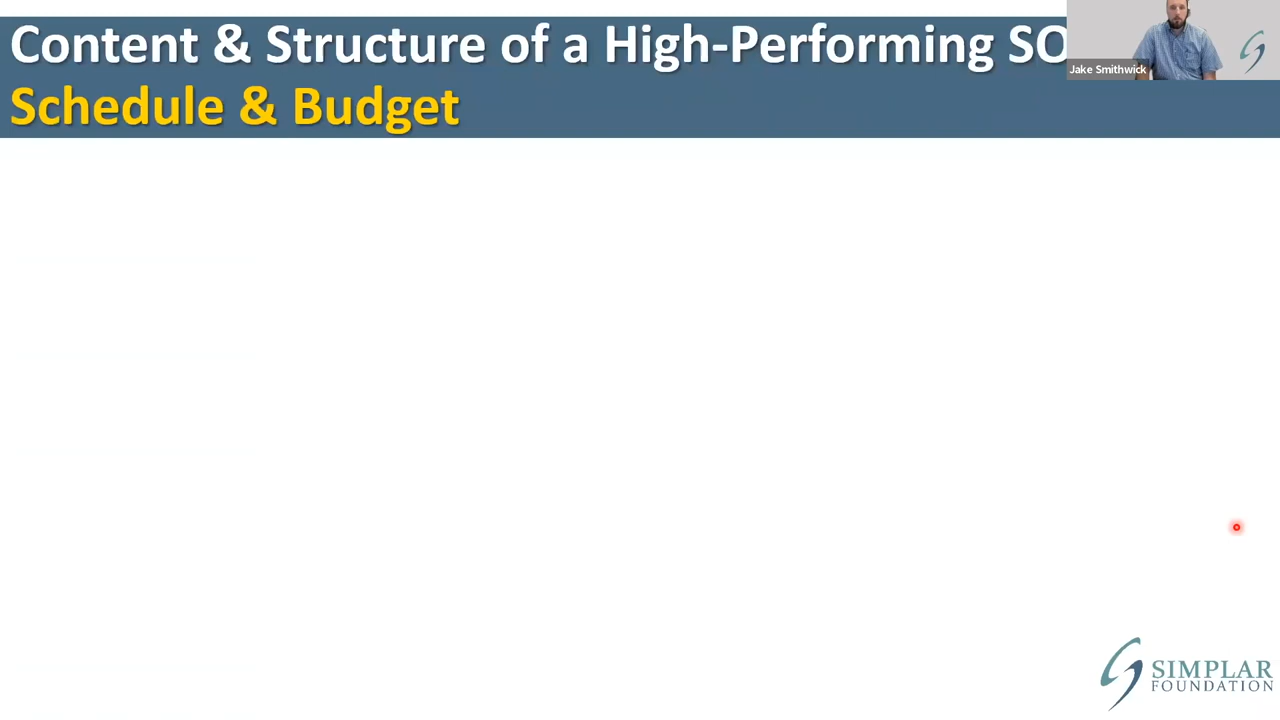 Content & Structure of a High-Performing SO
Schedule & Budget
Jake Smithwick
SIMPLAR
FOUNDATION